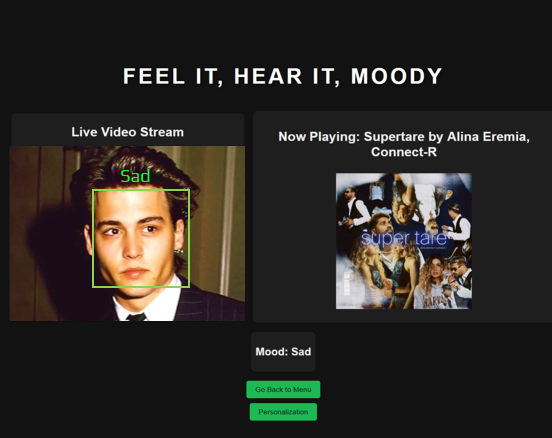 FEEL IT, HEAR IT, MOODY
Live Video Stream
Sad
Now Playing: Supertare by Alina Eremia,
Connect-R
super tare
Mood: Sad
Go Back to Menu
Personalization